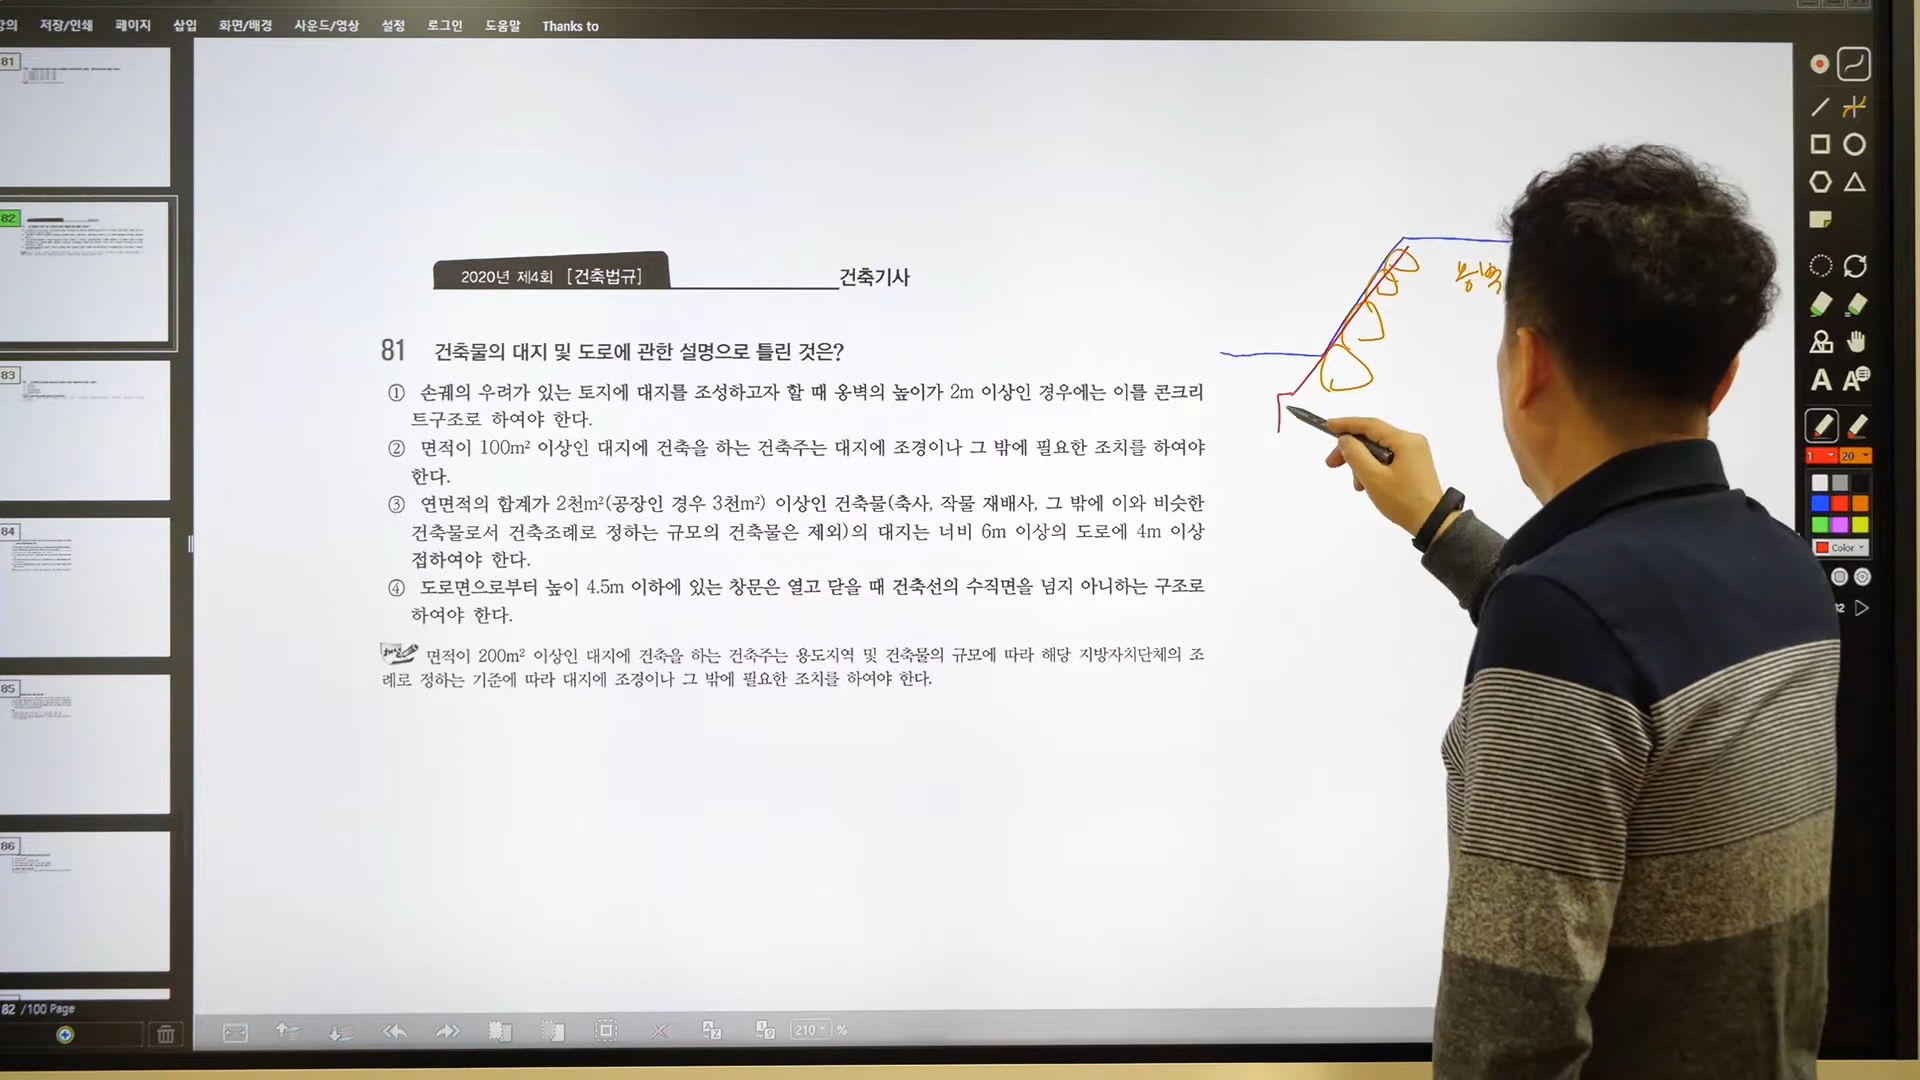 저장/인쇄 페이지 삽입 화면/배경 사운드/영상 설정 로그인 도움말 Thanks to
81
82
83
84
85
86
82 /100 Page
2020년 제4회 [건축법규] 건축기사
81 건축물의 대지 및 도로에 관한 설명으로 틀린 것은?
① 손궤의 우려가 있는 토지에 대지를 조성하고자 할 때 옹벽의 높이가 2m 이상인 경우에는 이를 콘크리
트구조로 하여야 한다.
② 면적이 100m² 이상인 대지에 건축을 하는 건축주는 대지에 조경이나 그 밖에 필요한 조치를 하여야
한다.
③ 연면적의 합계가 2천m²(공장인 경우 3천m²) 이상인 건축물(축사, 작물 재배사, 그 밖에 이와 비슷한
건축물로서 건축조례로 정하는 규모의 건축물은 제외)의 대지는 너비 6m 이상의 도로에 4m 이상
접하여야 한다.
④ 도로면으로부터 높이 4.5m 이하에 있는 창문은 열고 닫을 때 건축선의 수직면을 넘지 아니하는 구조로
하여야 한다.
해설 면적이 200m² 이상인 대지에 건축을 하는 건축주는 용도지역 및 건축물의 규모에 따라 해당 지방자치단체의 조
례로 정하는 기준에 따라 대지에 조경이나 그 밖에 필요한 조치를 하여야 한다.
옹벽
1 20
Color
210 %